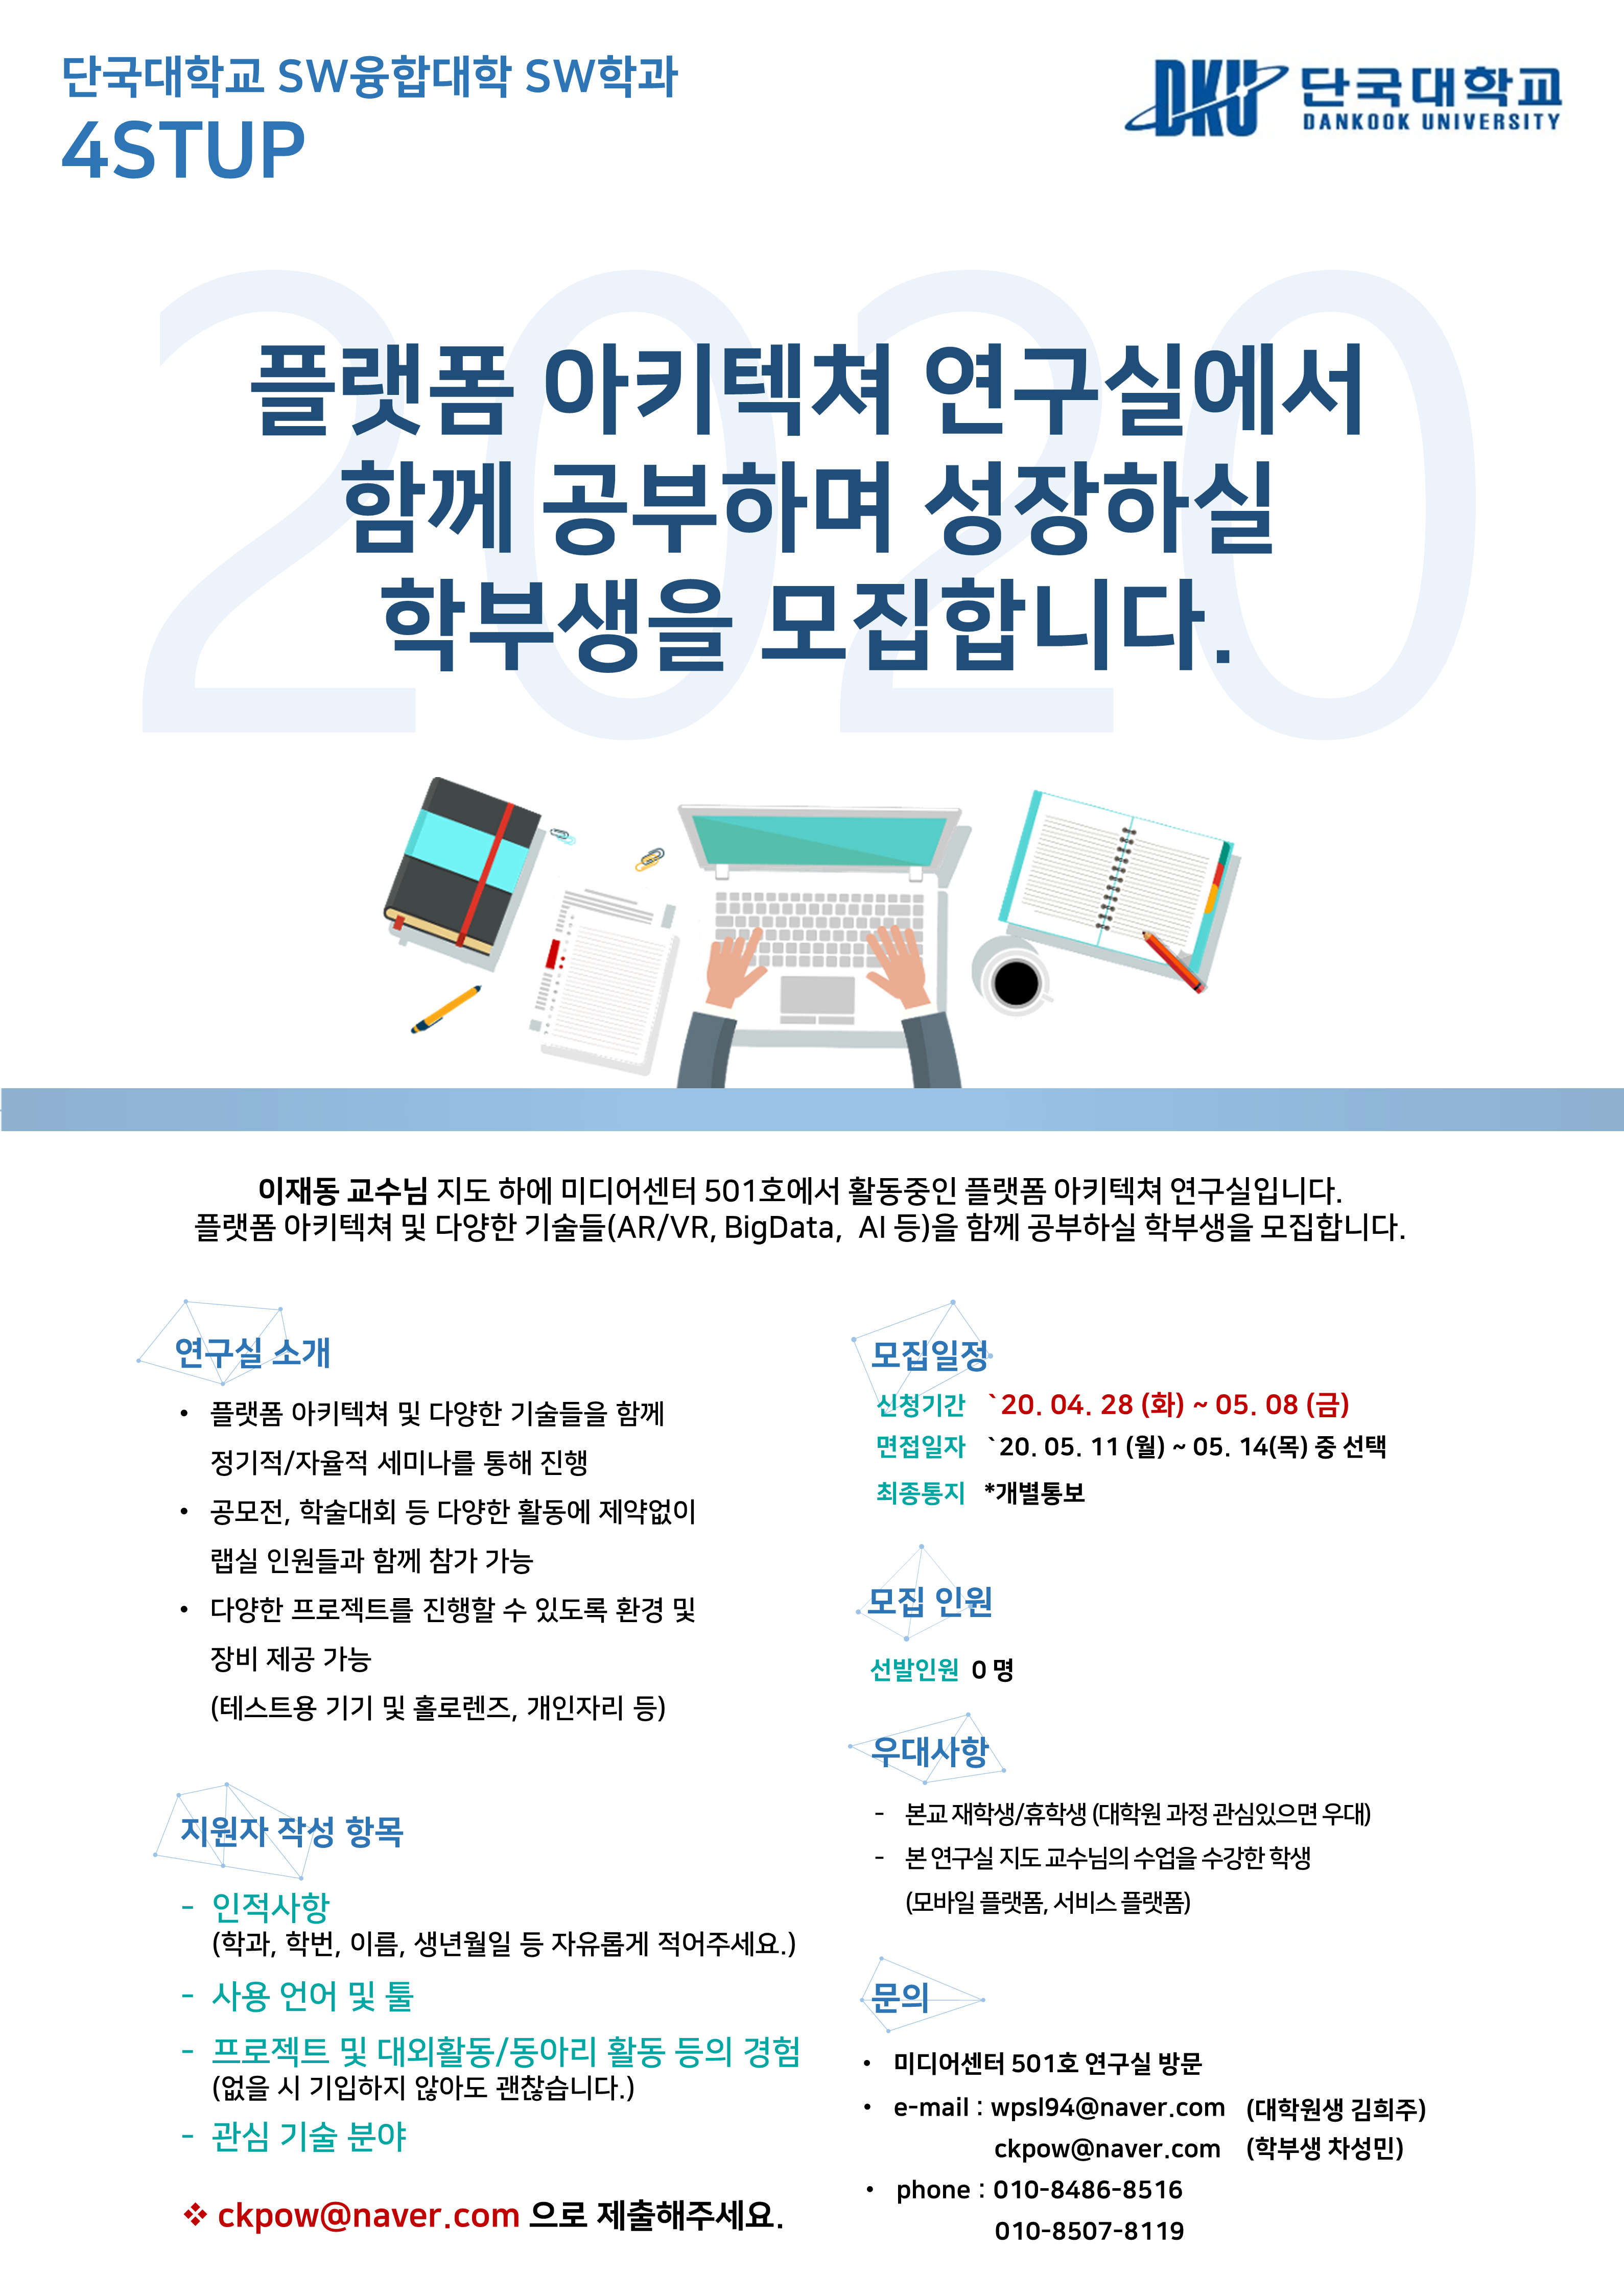 단국대학교 SW융합대학 SW학과
4STUP
DKU 단국대학교
DANKOOK UNIVERSITY
2020
플랫폼 아키텍쳐 연구실에서
함께 공부하며 성장하실
학부생을 모집합니다.
이재동 교수님 지도 하에 미디어센터 501호에서 활동중인 플랫폼 아키텍쳐 연구실입니다.
플랫폼 아키텍쳐 및 다양한 기술들(AR/VR, BigData, AI 등)을 함께 공부하실 학부생을 모집합니다.
연구실 소개
• 플랫폼 아키텍쳐 및 다양한 기술들을 함께
정기적/자율적 세미나를 통해 진행
• 공모전, 학술대회 등 다양한 활동에 제약없이
랩실 인원들과 함께 참가 가능
• 다양한 프로젝트를 진행할 수 있도록 환경 및
장비 제공 가능
(테스트용 기기 및 홀로렌즈, 개인자리 등)
지원자 작성 항목
- 인적사항
(학과, 학번, 이름, 생년월일 등 자유롭게 적어주세요.)
- 사용 언어 및 툴
- 프로젝트 및 대외활동/동아리 활동 등의 경험
(없을 시 기입하지 않아도 괜찮습니다.)
- 관심 기술 분야
❖ ckpow@naver.com 으로 제출해주세요.
모집일정
신청기간 `20. 04. 28 (화) ~ 05. 08 (금)
면접일자 `20. 05. 11 (월) ~ 05. 14(목) 중 선택
최종통지 *개별통보
모집 인원
선발인원 0 명
우대사항
- 본교 재학생/휴학생 (대학원 과정 관심있으면 우대)
- 본 연구실 지도 교수님의 수업을 수강한 학생
(모바일 플랫폼, 서비스 플랫폼)
문의
• 미디어센터 501호 연구실 방문
• e-mail : wpsl94@naver.com (대학원생 김희주)
ckpow@naver.com (학부생 차성민)
• phone : 010-8486-8516
010-8507-8119